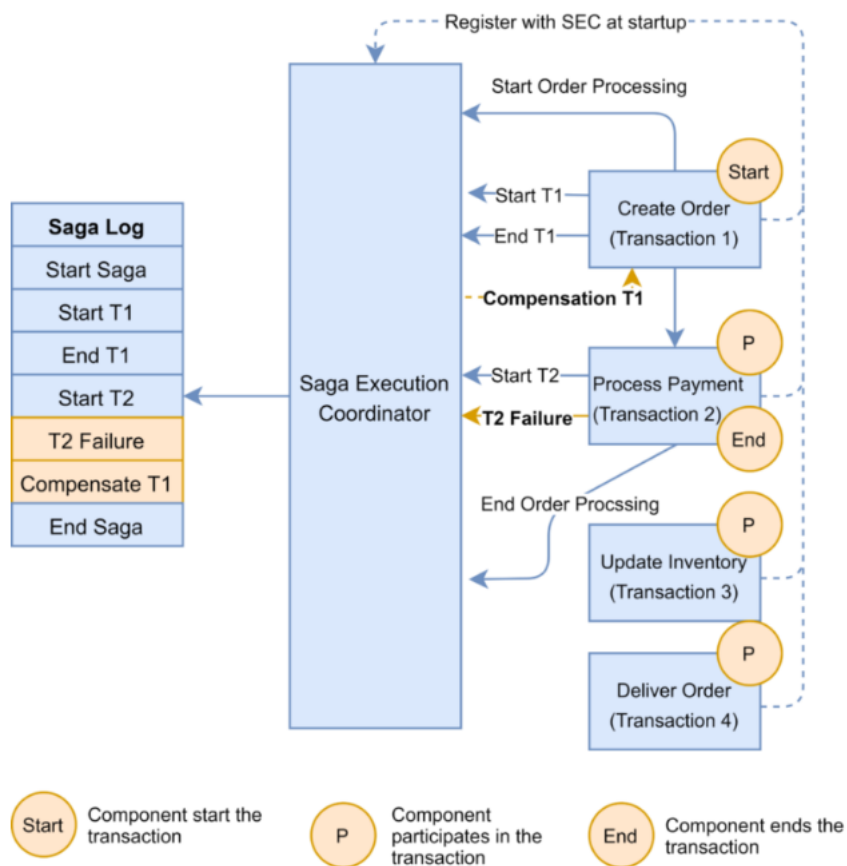 Register with SEC at startup
Start Order Processing
Start
Start T1
Create Order
(Transaction 1)
End T1
Compensation T1
Saga Log
Start Saga
Start T1
End T1
Start T2
T2 Failure
Compensate T1
End Saga
Saga Execution
Coordinator
P
Start T2
Process Payment
(Transaction 2)
T2 Failure
End
End Order Procssing
P
Update Inventory
(Transaction 3)
P
Deliver Order
(Transaction 4)
Start
Component start the
transaction
P
Component
participates in the
transaction
End
Component ends the
transaction